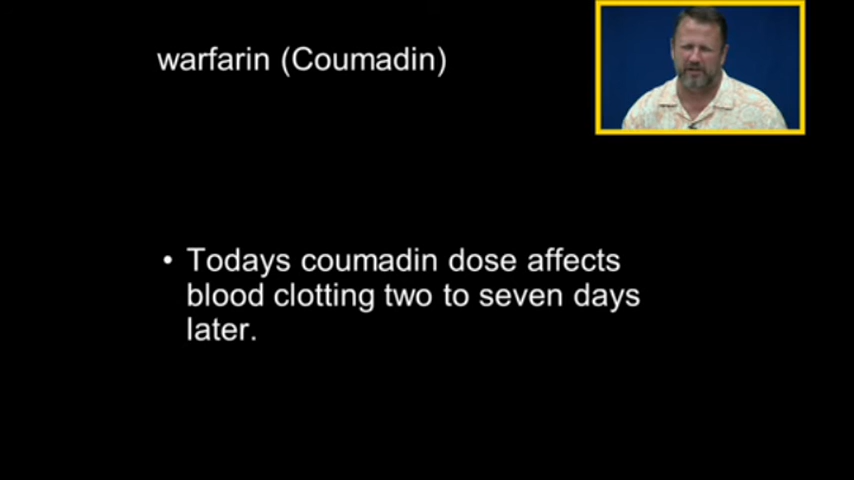 warfarin (Coumadin)
• Todays coumadin dose affects
blood clotting two to seven days
later.